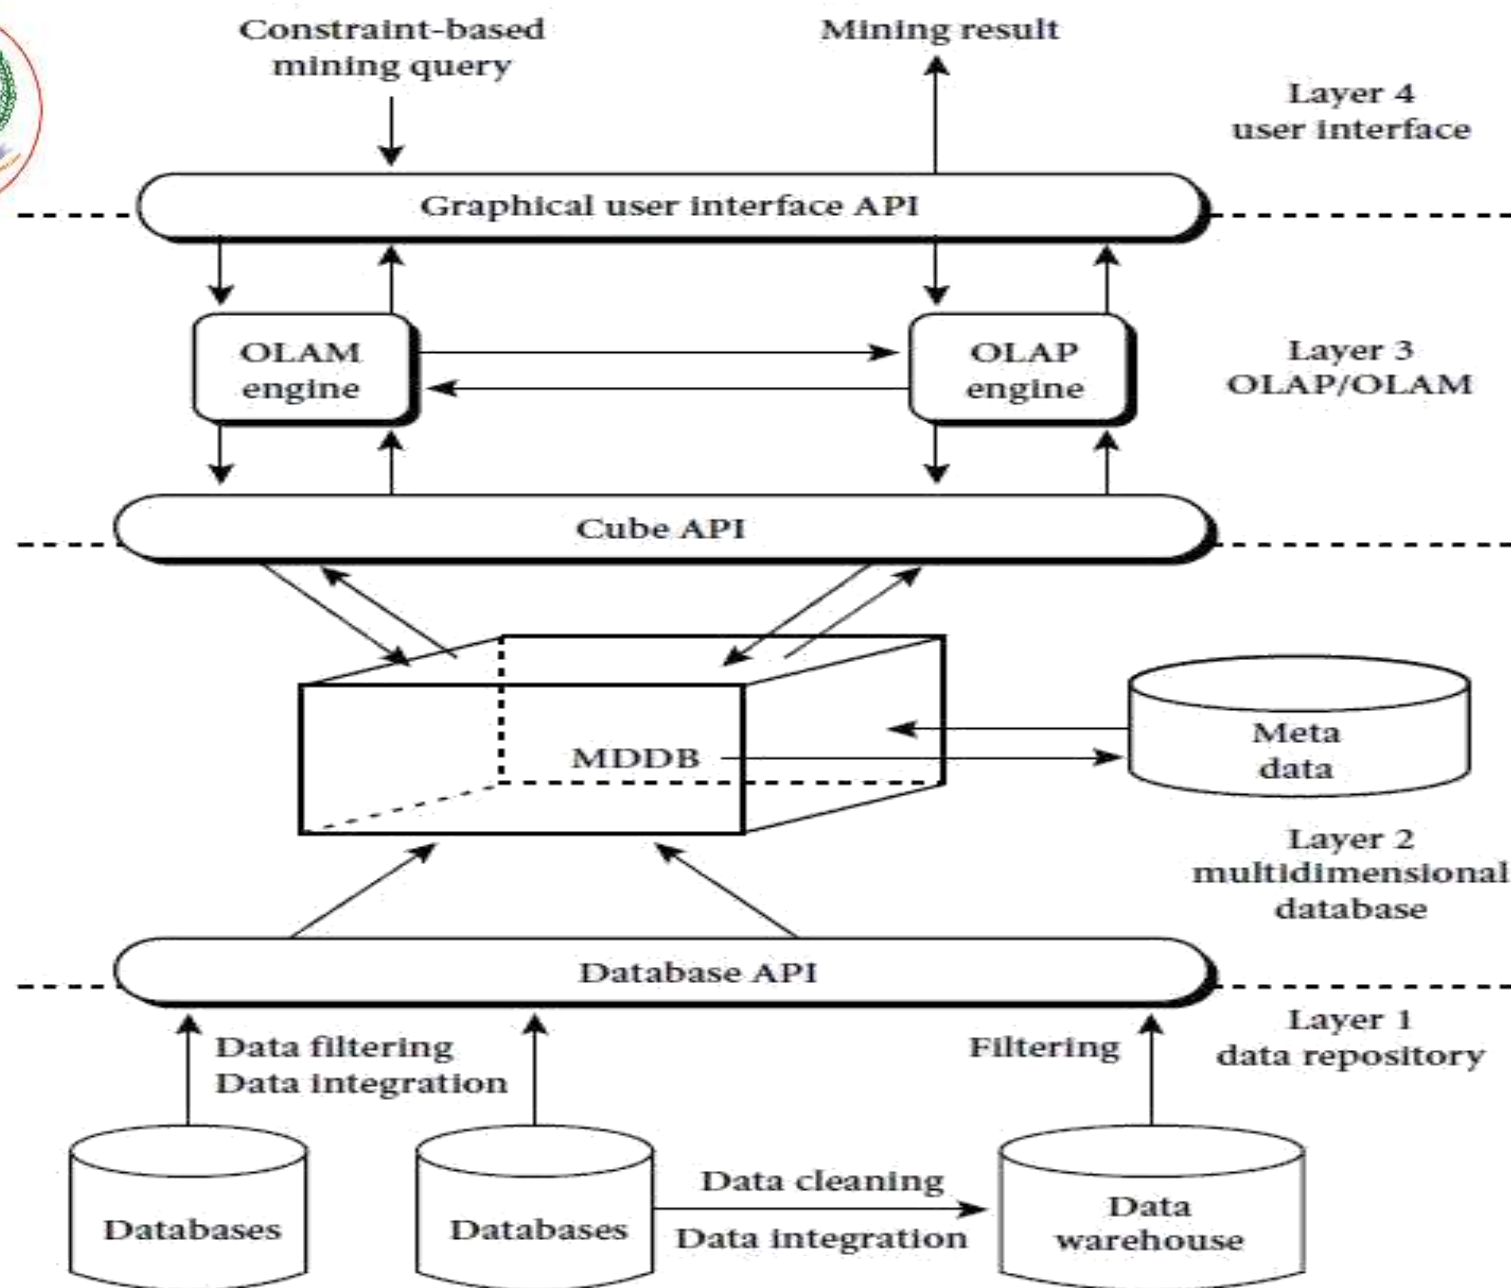 Constraint-based
mining query
Mining result
Layer 4
user interface
Graphical user interface API
OLAM
engine
OLAP
engine
Layer 3
OLAP/OLAM
Cube API
MDDB
Meta
data
Layer 2
multidimensional
database
Database API
Layer 1
data repository
Data filtering
Data integration
Filtering
Databases
Databases
Data cleaning
Data integration
Data
warehouse